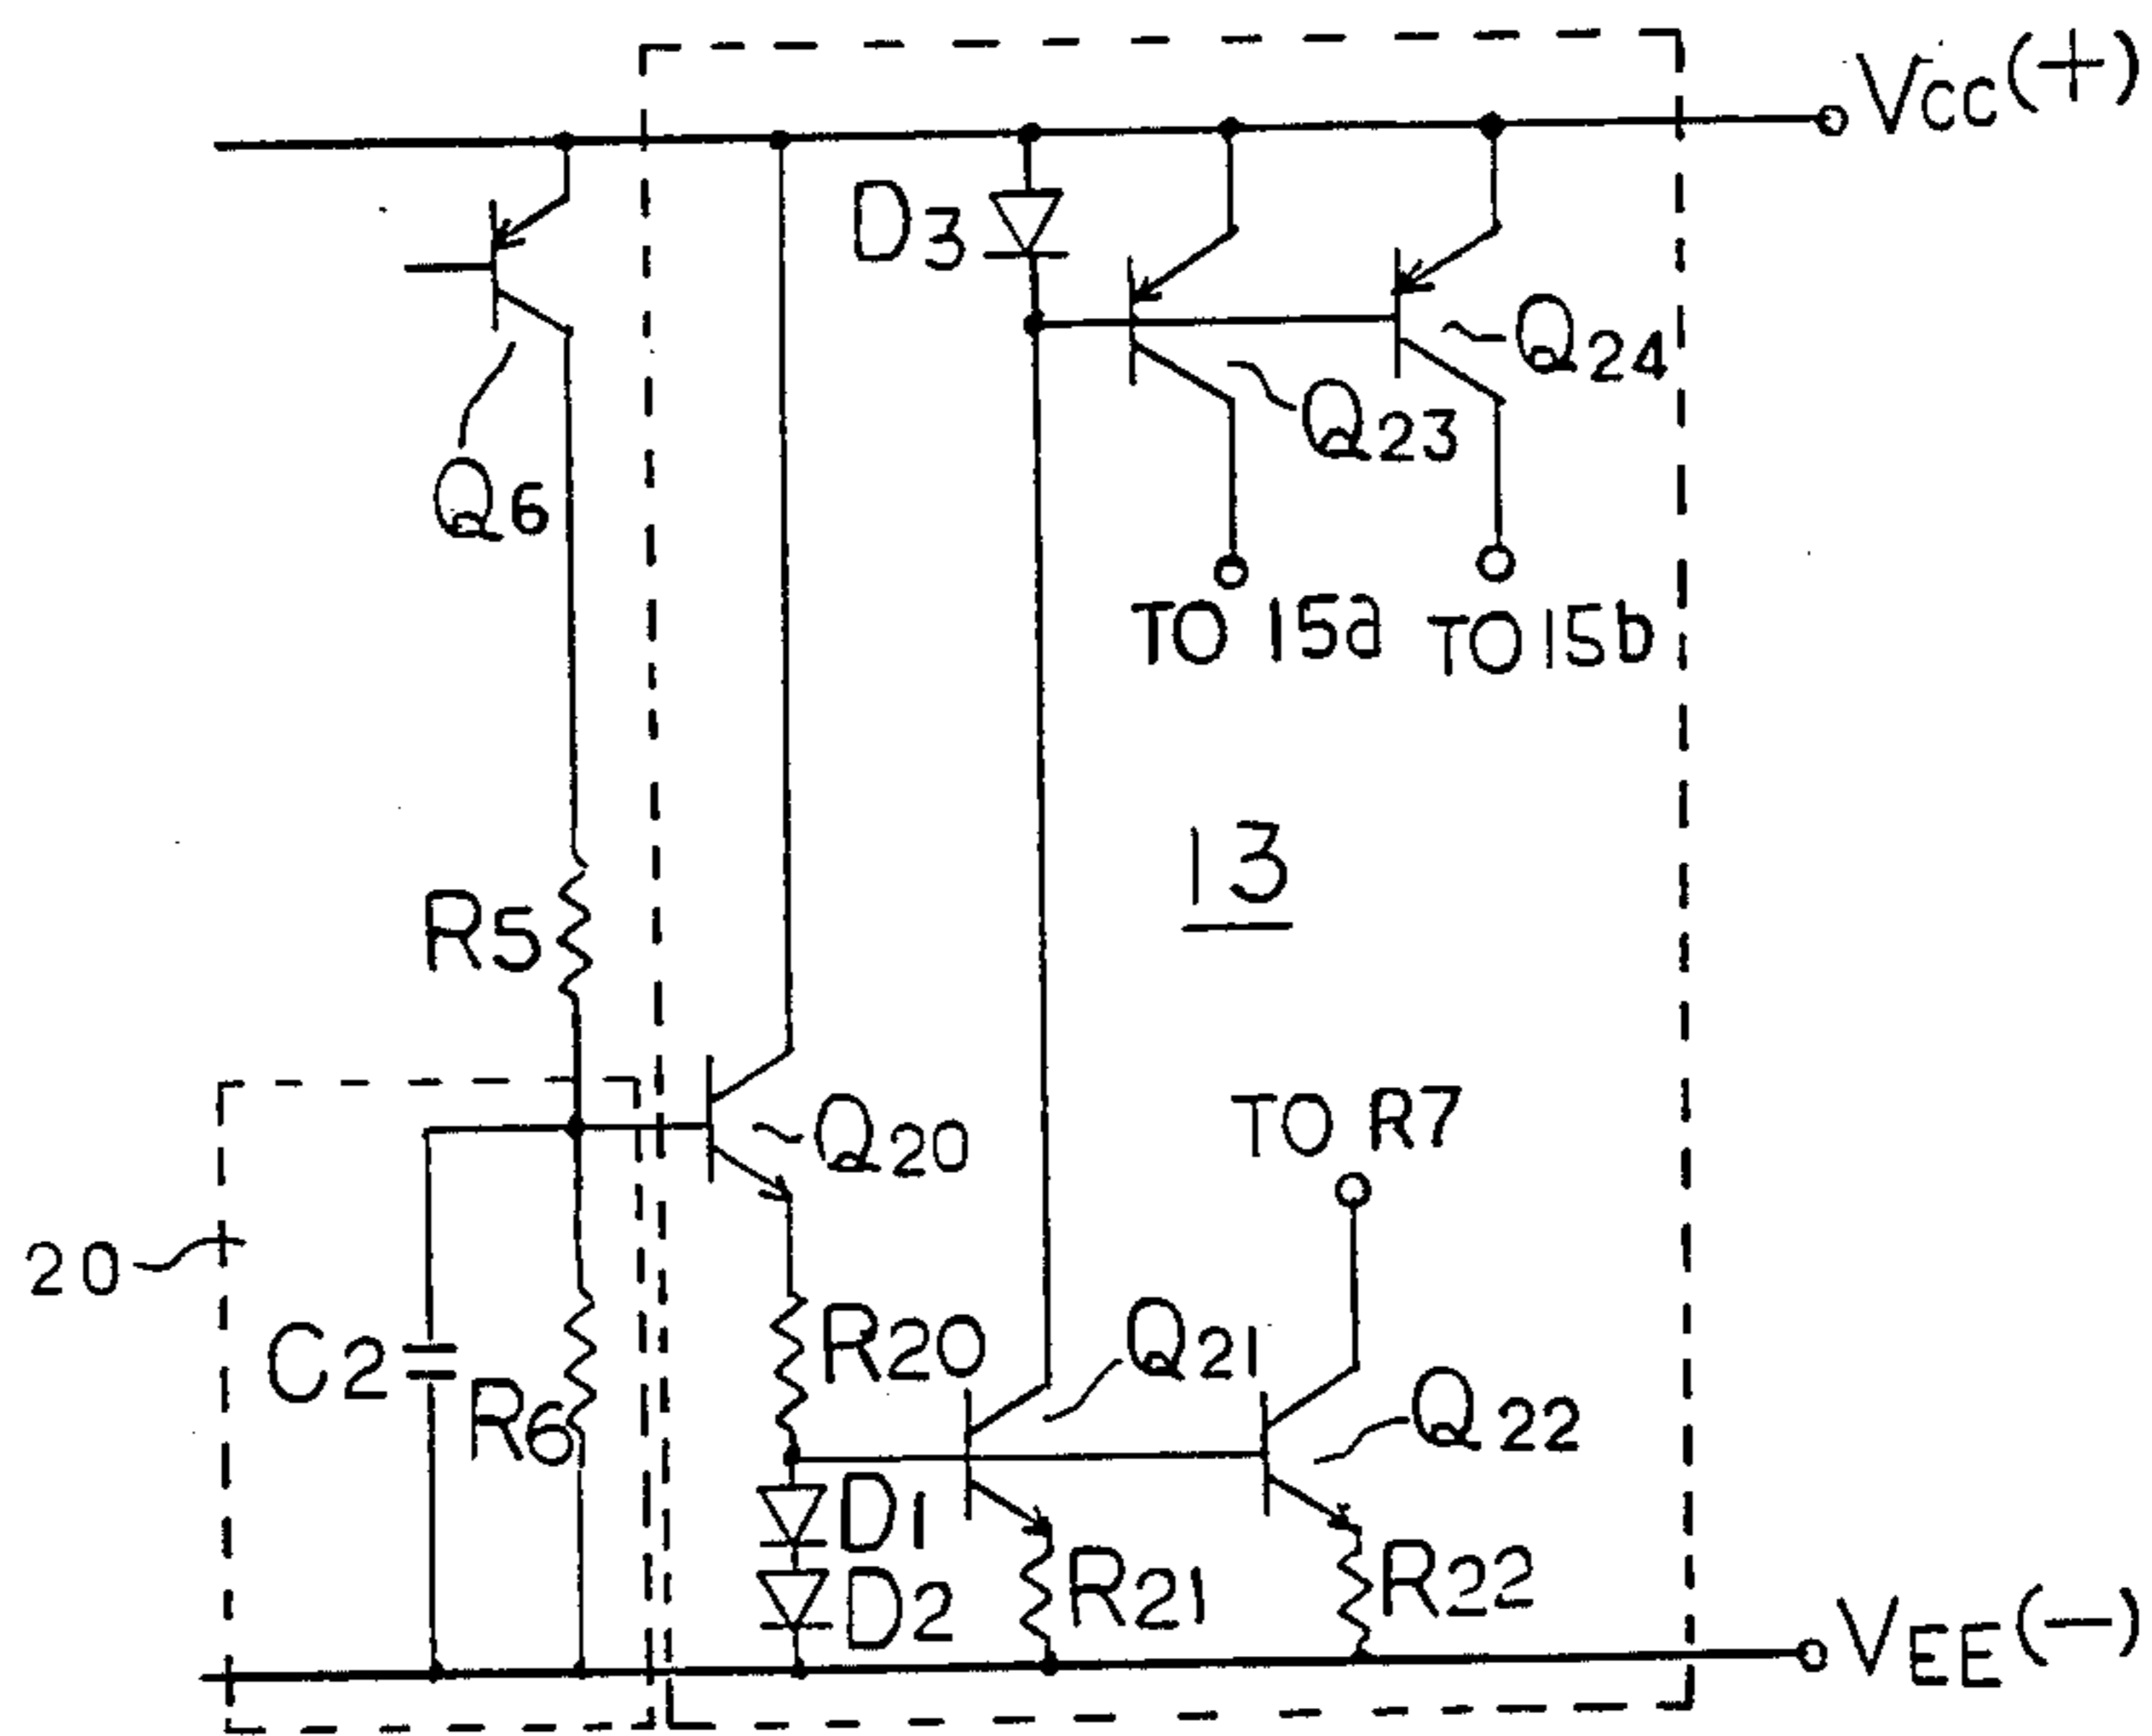 VCC(+)
D3
Q24
Q23
Q6
TO 15a
TO 15b
13
R5
TO R7
Q20
20
R20
Q21
C2
R6
Q22
D1
R21
R22
D2
VEE(-)